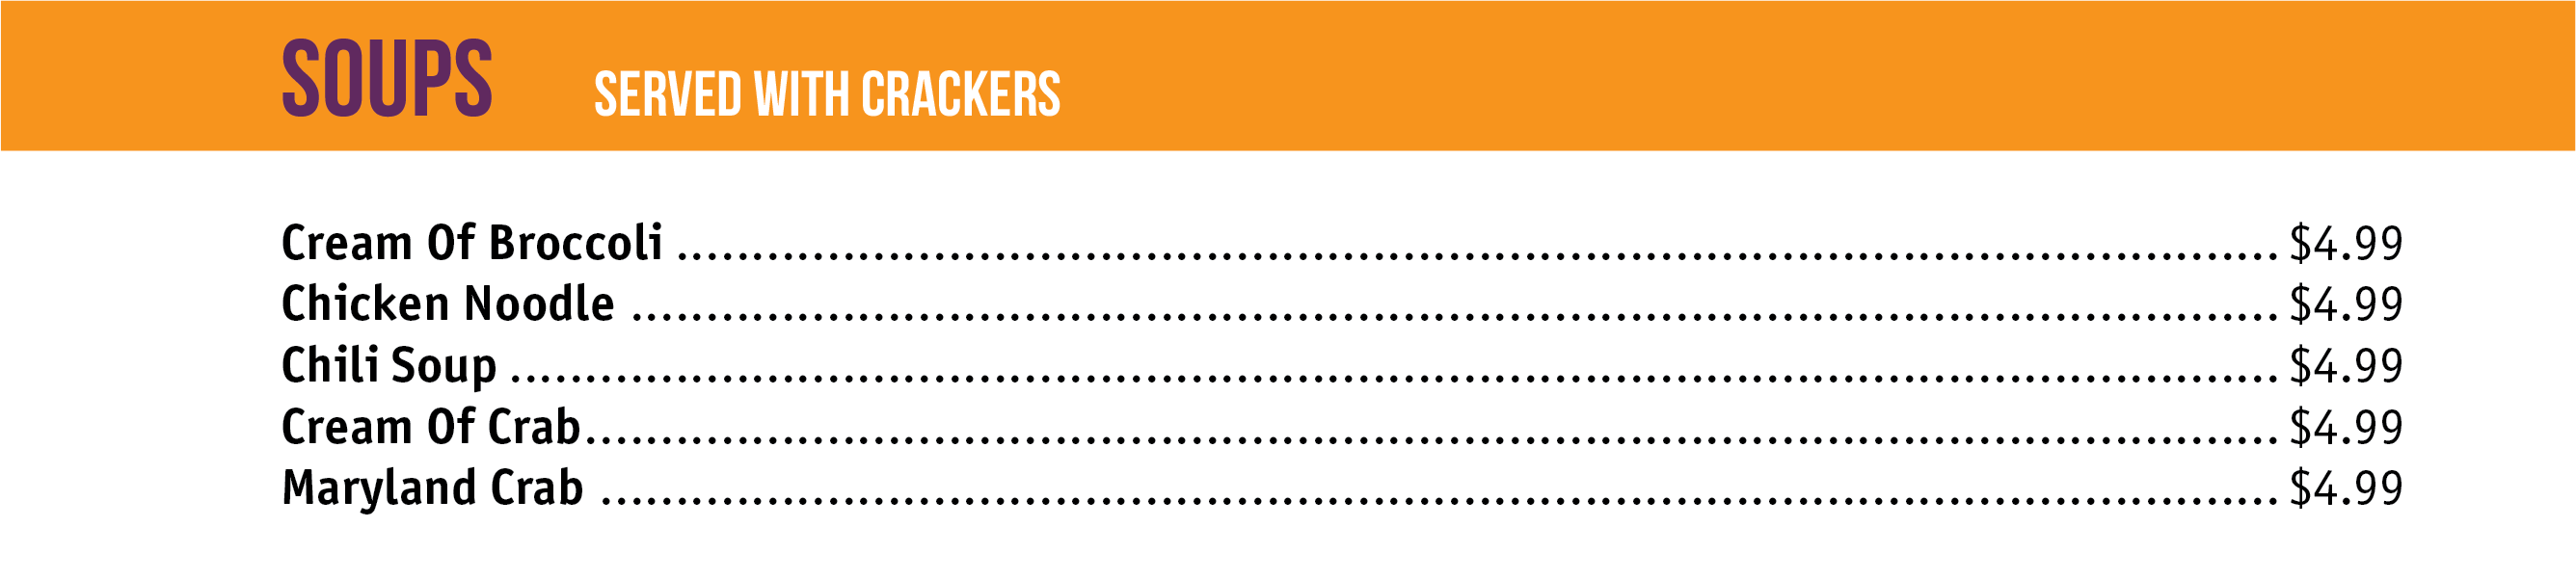 SOUPS SERVED WITH CRACKERS
Cream Of Broccoli ........................................................................................................ $4.99
Chicken Noodle ........................................................................................................... $4.99
Chili Soup ................................................................................................................... $4.99
Cream Of Crab.............................................................................................................. $4.99
Maryland Crab ............................................................................................................. $4.99